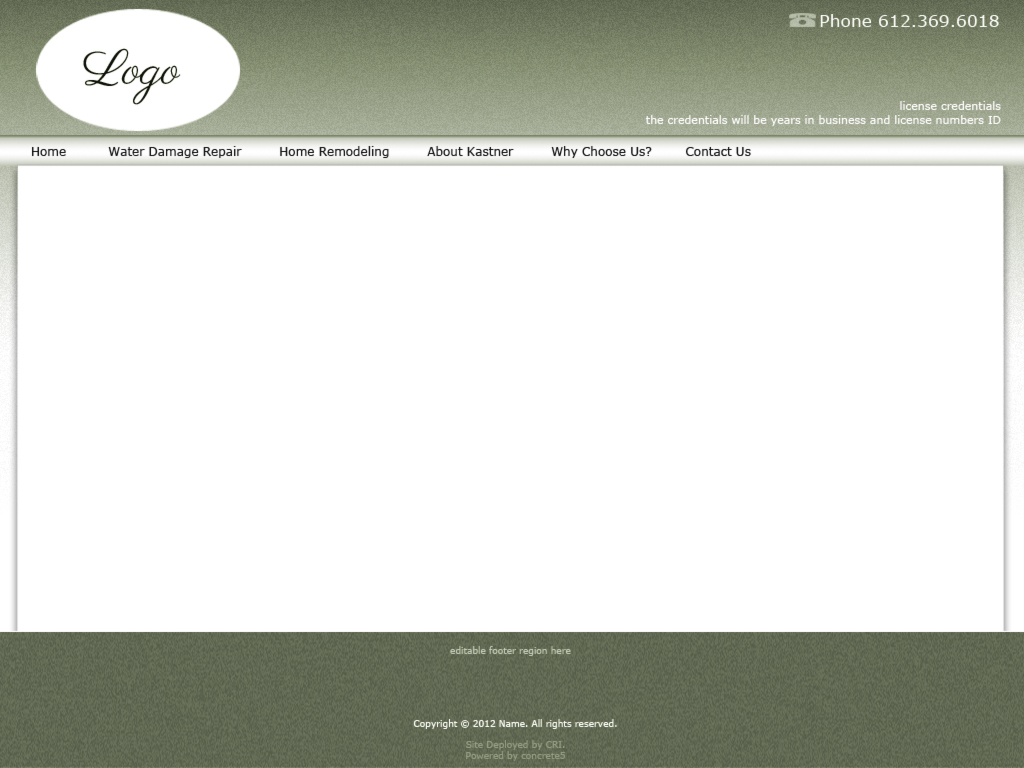 Logo
Phone 612.369.6018
license credentials
the credentials will be years in business and license numbers ID
Home Water Damage Repair Home Remodeling About Kastner Why Choose Us? Contact Us
editable footer region here
Copyright © 2012 Name. All rights reserved.
Site Deployed by CRI.
Powered by concrete5